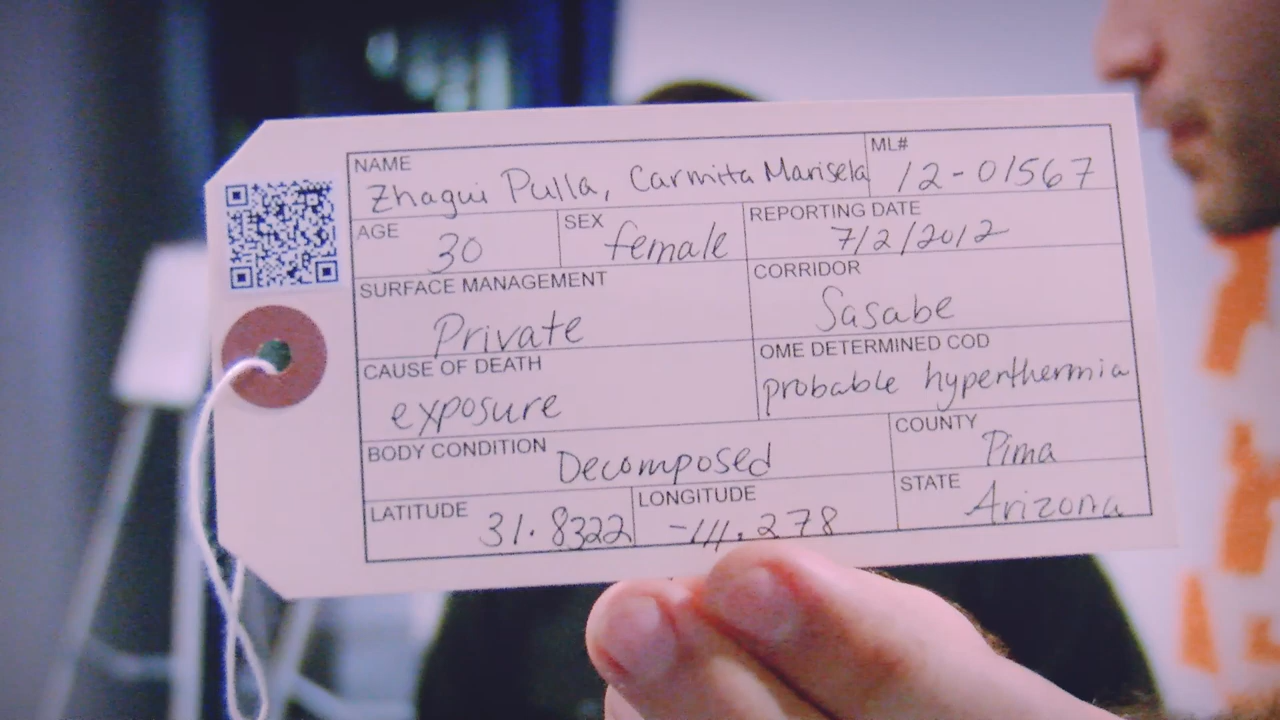 NAME ML#
Zhagui Pulla, Carmita Marisela 12-01567
AGE SEX REPORTING DATE
30 female 7/2/2012
SURFACE MANAGEMENT CORRIDOR
Private Sasabe
CAUSE OF DEATH OME DETERMINED COD
exposure probable hyperthermia
BODY CONDITION Decomposed COUNTY Pima
LATITUDE 31.8322 LONGITUDE -111.278 STATE Arizona